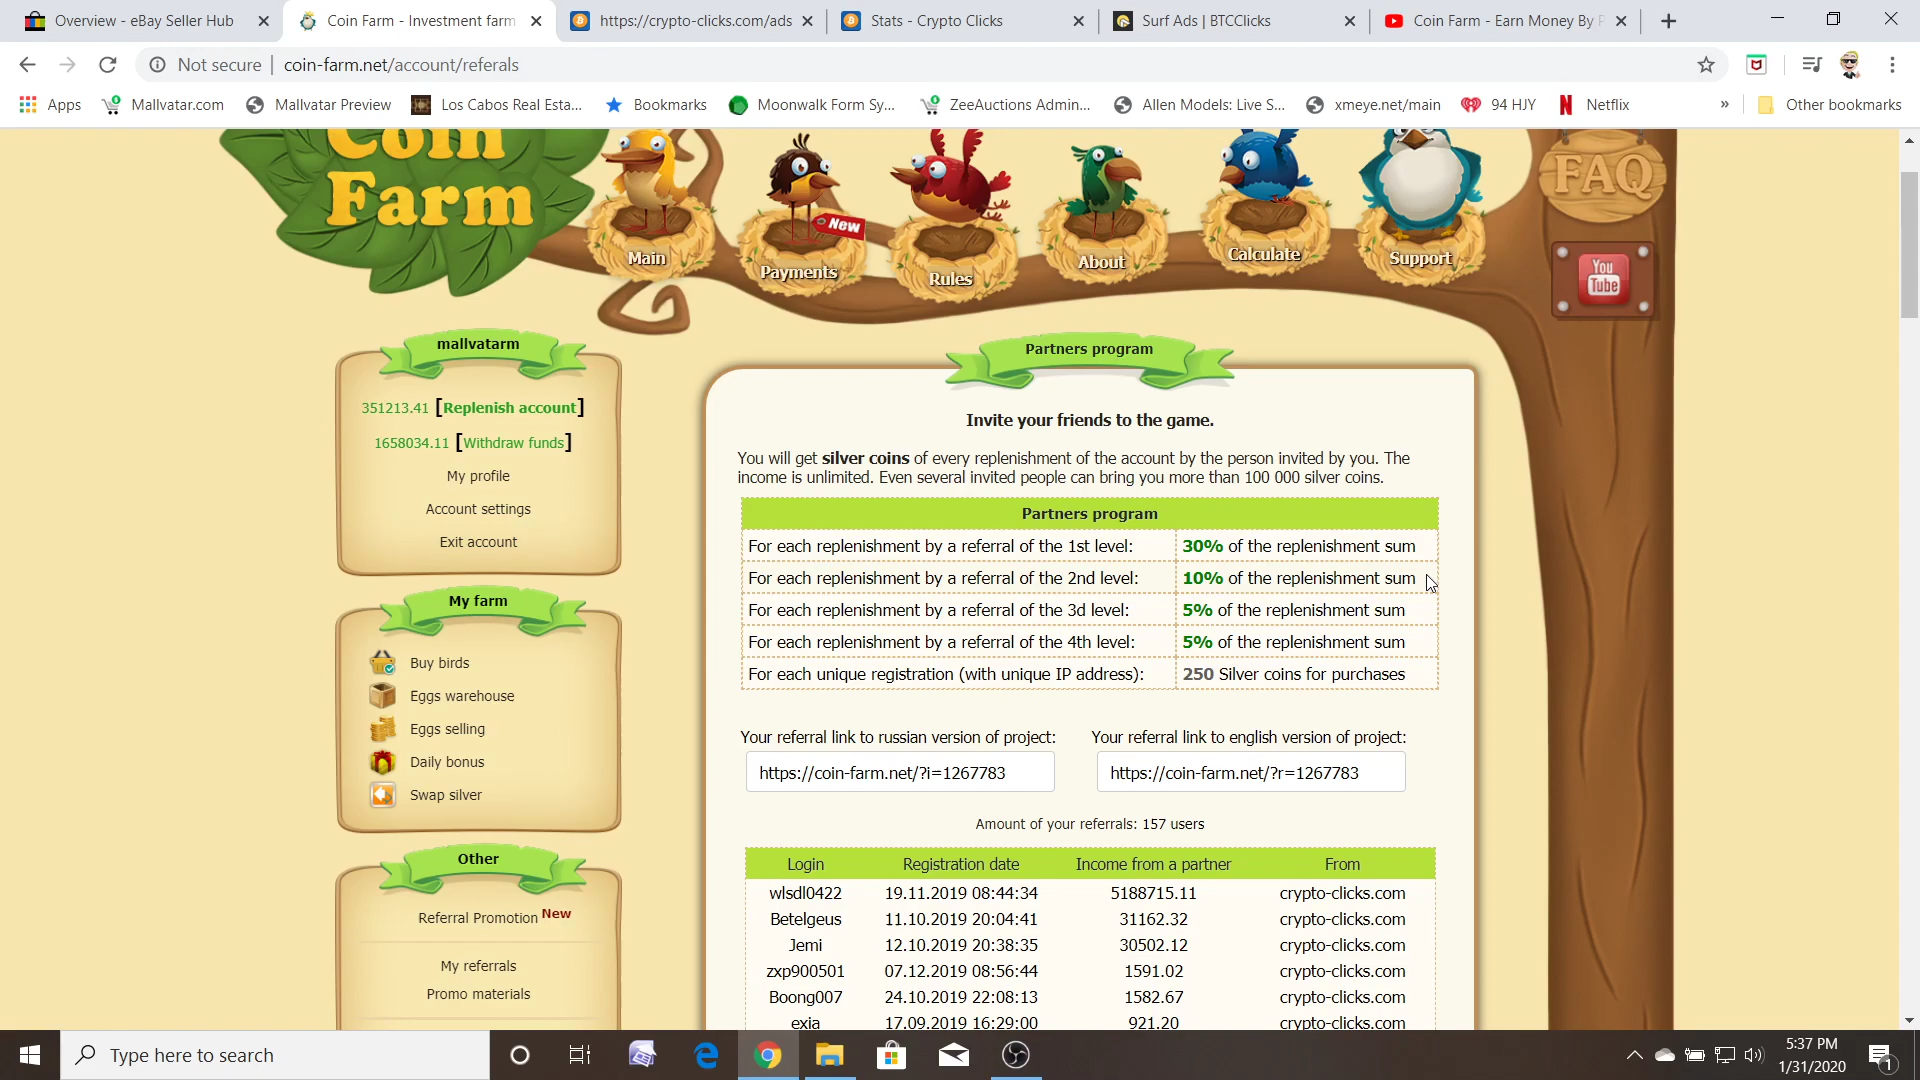 Overview - eBay Seller Hub
Coin Farm - Investment farm
https://crypto-clicks.com/ads
Stats - Crypto Clicks
Surf Ads | BTCClicks
Coin Farm - Earn Money By
Not secure
coin-farm.net/account/referals
Apps
Mallvatar.com
Mallvatar Preview
Los Cabos Real Esta...
Bookmarks
Moonwalk Form Sy...
ZeeAuctions Admin...
Allen Models: Live S...
xmeye.net/main
94 HJY
Netflix
»
Other bookmarks
Coin
Farm
Main
New
Payments
Rules
About
Calculate
Support
FAQ
You
Tube
mallvatarm
351213.41 [Replenish account]
1658034.11 [Withdraw funds]
My profile
Account settings
Exit account
My farm
Buy birds
Eggs warehouse
Eggs selling
Daily bonus
Swap silver
Other
Referral Promotion New
My referrals
Promo materials
Partners program
Invite your friends to the game.
You will get silver coins of every replenishment of the account by the person invited by you. The
income is unlimited. Even several invited people can bring you more than 100 000 silver coins.
Partners program
For each replenishment by a referral of the 1st level: 30% of the replenishment sum
For each replenishment by a referral of the 2nd level: 10% of the replenishment sum
For each replenishment by a referral of the 3d level: 5% of the replenishment sum
For each replenishment by a referral of the 4th level: 5% of the replenishment sum
For each unique registration (with unique IP address): 250 Silver coins for purchases
Your referral link to russian version of project:
https://coin-farm.net/?i=1267783
Your referral link to english version of project:
https://coin-farm.net/?r=1267783
Amount of your referrals: 157 users
Login Registration date Income from a partner From
wlsdl0422 19.11.2019 08:44:34 5188715.11 crypto-clicks.com
Betelgeus 11.10.2019 20:04:41 31162.32 crypto-clicks.com
Jemi 12.10.2019 20:38:35 30502.12 crypto-clicks.com
zxp900501 07.12.2019 08:56:44 1591.02 crypto-clicks.com
Boong007 24.10.2019 22:08:13 1582.67 crypto-clicks.com
exia 17.09.2019 16:29:00 921.20 crypto-clicks.com
Type here to search
5:37 PM
1/31/2020
1